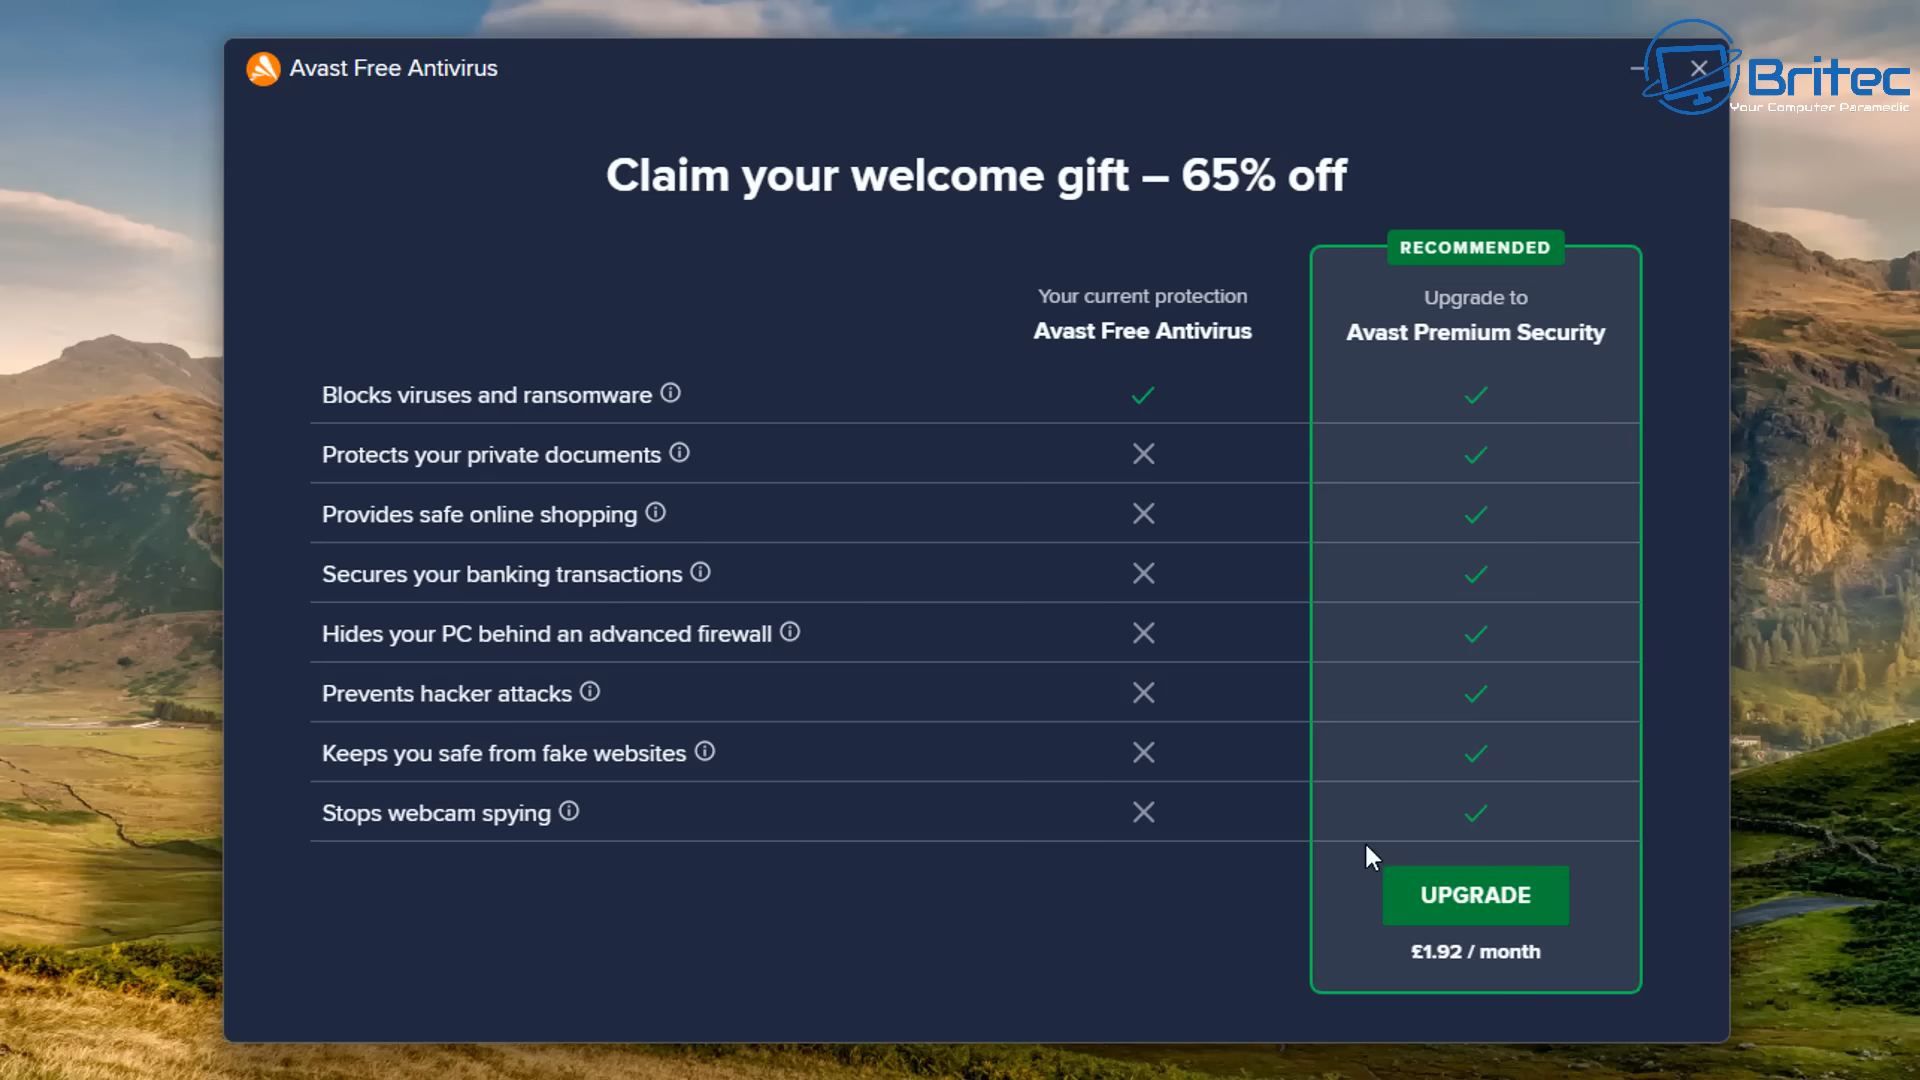 Avast Free Antivirus
Britec
Your Computer Paramedic
Claim your welcome gift – 65% off
RECOMMENDED
Your current protection
Avast Free Antivirus
Upgrade to
Avast Premium Security
Blocks viruses and ransomware
Protects your private documents
Provides safe online shopping
Secures your banking transactions
Hides your PC behind an advanced firewall
Prevents hacker attacks
Keeps you safe from fake websites
Stops webcam spying
UPGRADE
£1.92 / month